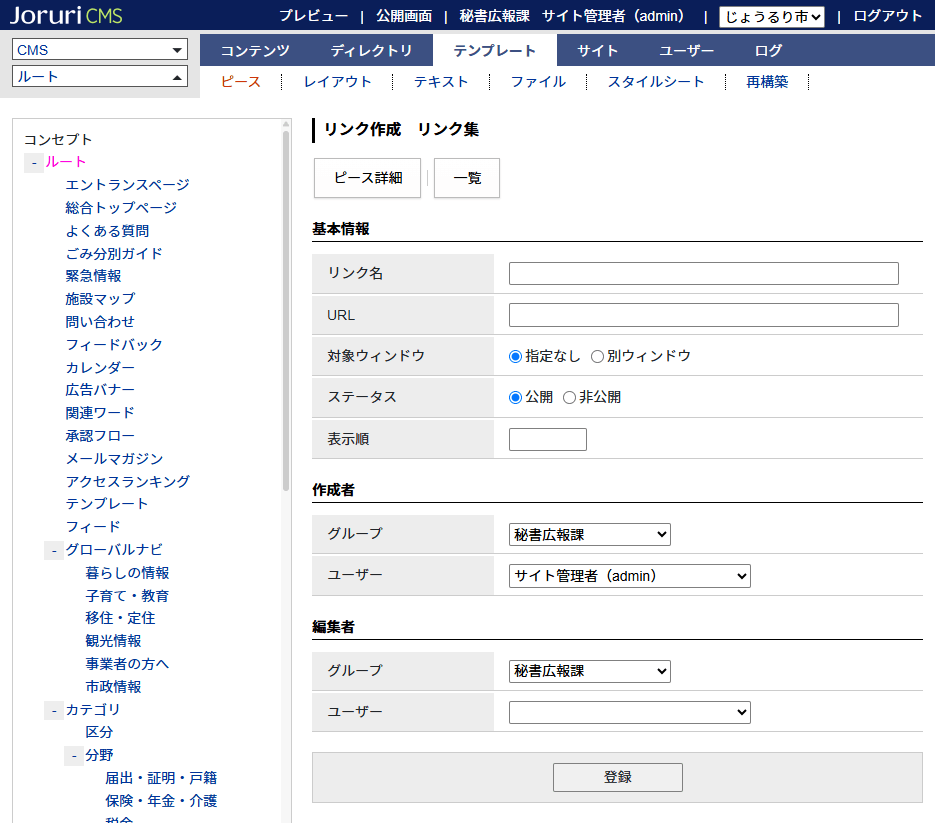 Joruri CMS プレビュー | 公開画面 | 秘書広報課 サイト管理者（admin） | じょうるり市 | ログアウト
CMS
ルート
コンテンツ ディレクトリ テンプレート サイト ユーザー ログ
ピース レイアウト テキスト ファイル スタイルシート 再構築
コンセプト
- ルート
エントランスページ
総合トップページ
よくある質問
ごみ分別ガイド
緊急情報
施設マップ
問い合わせ
フィードバック
カレンダー
広告バナー
関連ワード
承認フロー
メールマガジン
アクセスランキング
テンプレート
フィード
- グローバルナビ
暮らしの情報
子育て・教育
移住・定住
観光情報
事業者の方へ
市政情報
- カテゴリ
区分
- 分野
届出・証明・戸籍
保険・年金・介護
税金
リンク作成 リンク集
ピース詳細 一覧
基本情報
リンク名
URL
対象ウィンドウ 指定なし 別ウィンドウ
ステータス 公開 非公開
表示順
作成者
グループ 秘書広報課
ユーザー サイト管理者（admin）
編集者
グループ 秘書広報課
ユーザー
登録